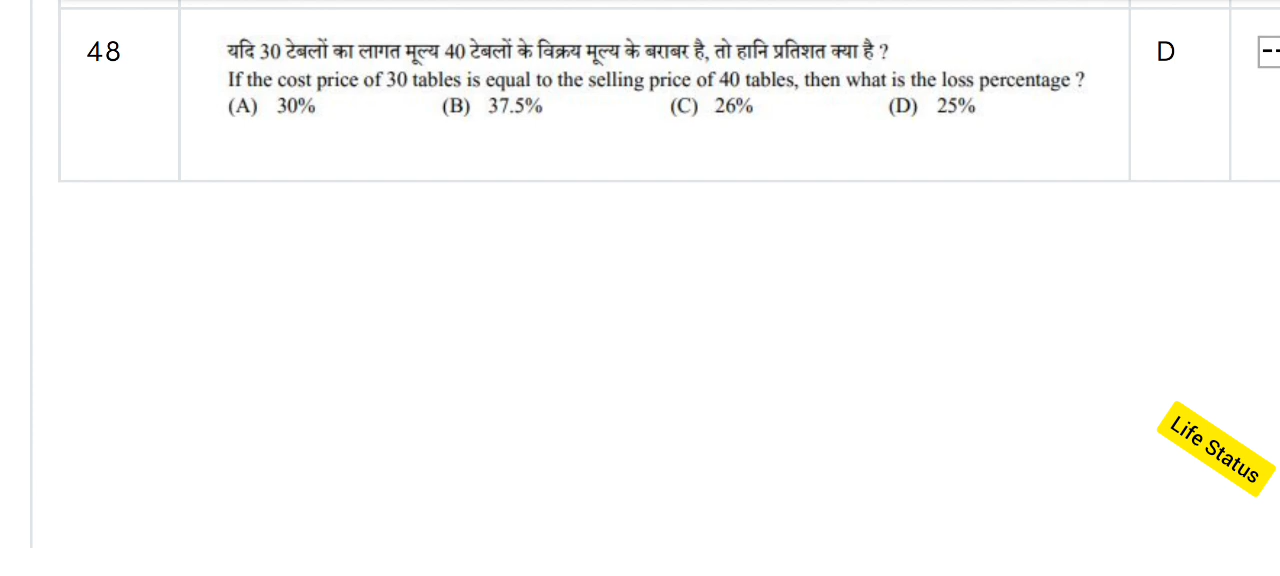 48
यदि 30 टेबलों का लागत मूल्य 40 टेबलों के विक्रय मूल्य के बराबर है, तो हानि प्रतिशत क्या है ?
If the cost price of 30 tables is equal to the selling price of 40 tables, then what is the loss percentage ?
(A) 30% (B) 37.5% (C) 26% (D) 25%
D
--
Life Status